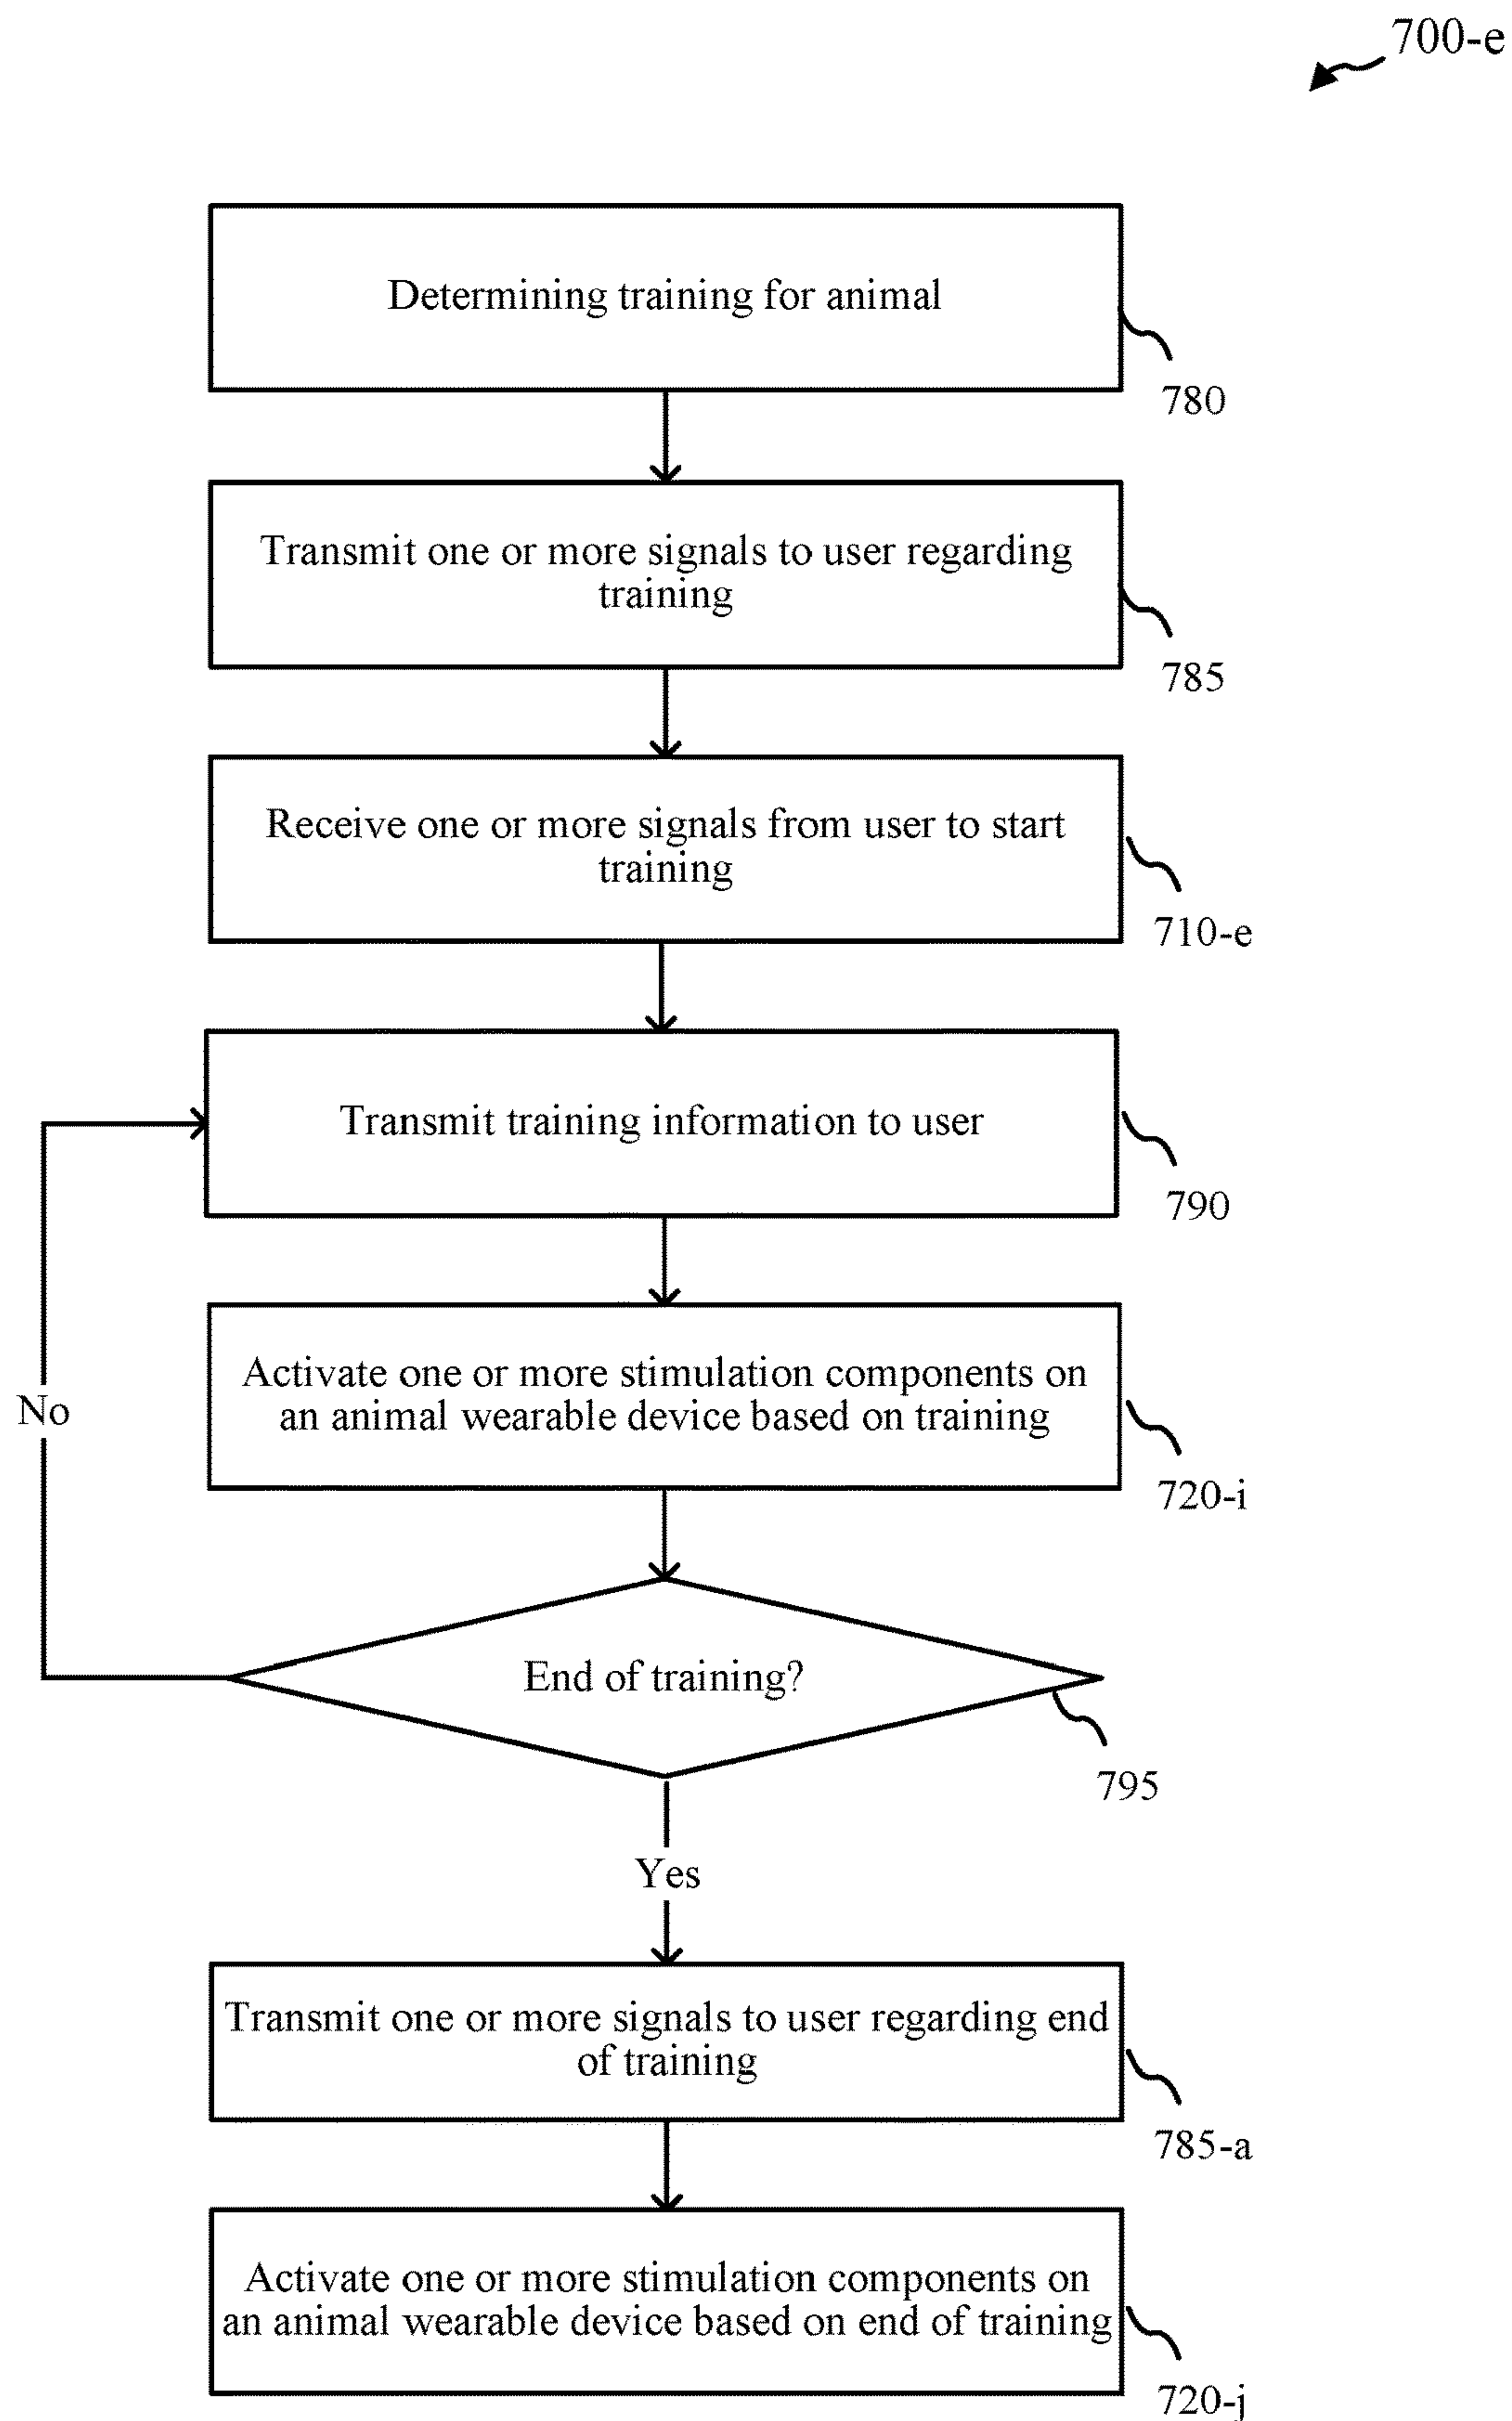 700-e
Determining training for animal
780
Transmit one or more signals to user regarding
training
785
Receive one or more signals from user to start
training
710-e
Transmit training information to user
790
Activate one or more stimulation components on
an animal wearable device based on training
720-i
No
End of training?
795
Yes
Transmit one or more signals to user regarding end
of training
785-a
Activate one or more stimulation components on
an animal wearable device based on end of training
720-j